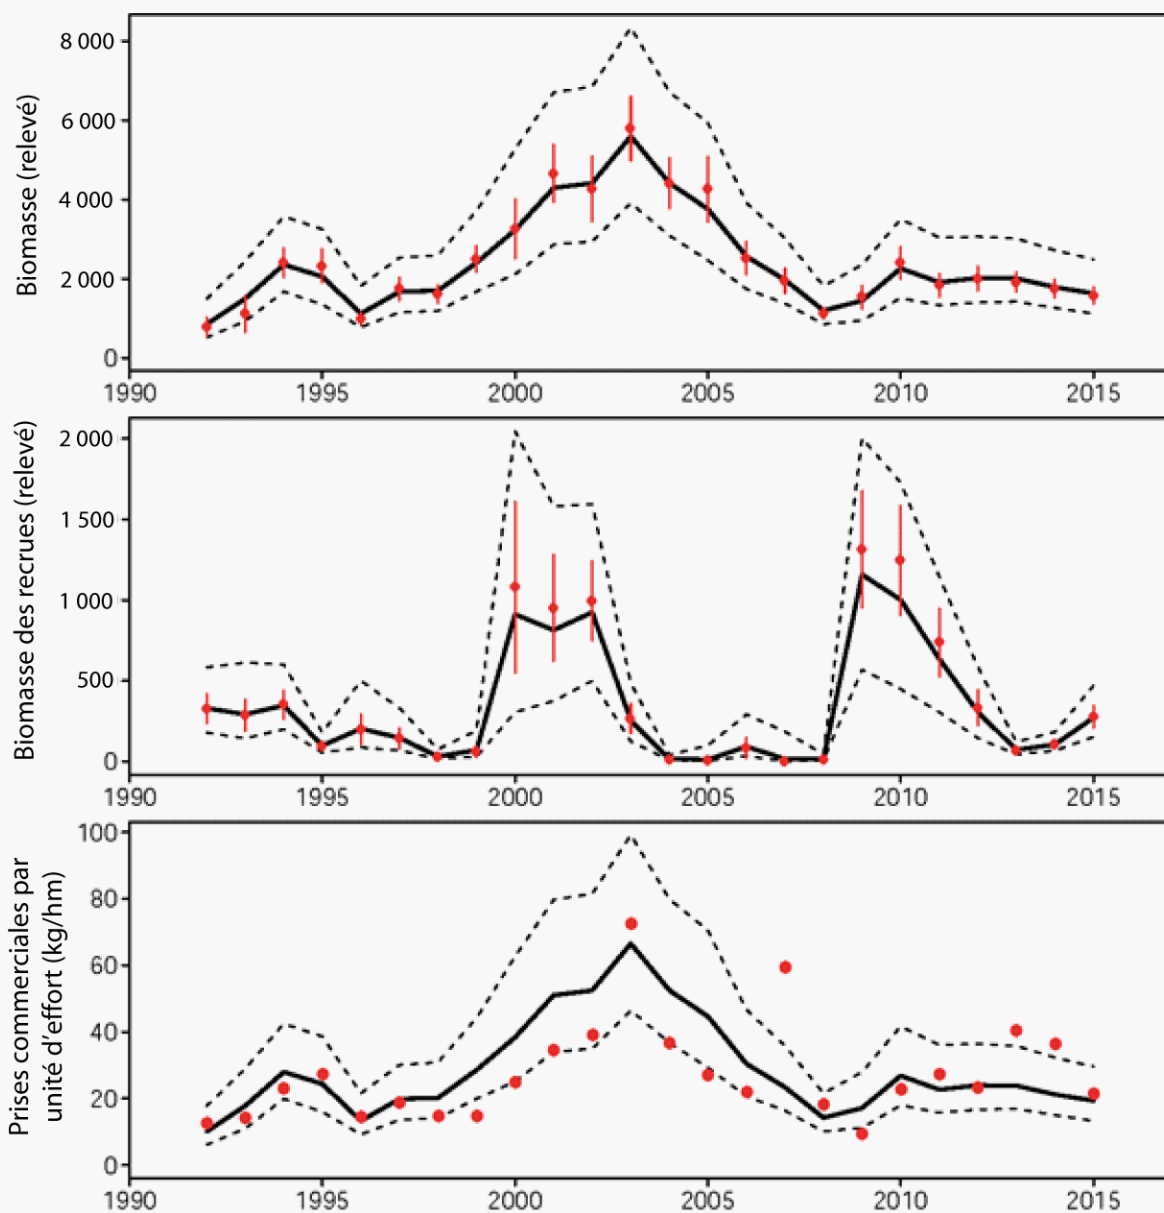 Biomasse (relevé)
8 000
6 000
4 000
2 000
0
1990 1995 2000 2005 2010 2015
Biomasse des recrues (relevé)
2 000
1 500
1 000
500
0
1990 1995 2000 2005 2010 2015
Prises commerciales par
unité d'effort (kg/hm)
100
80
60
40
20
0
1990 1995 2000 2005 2010 2015